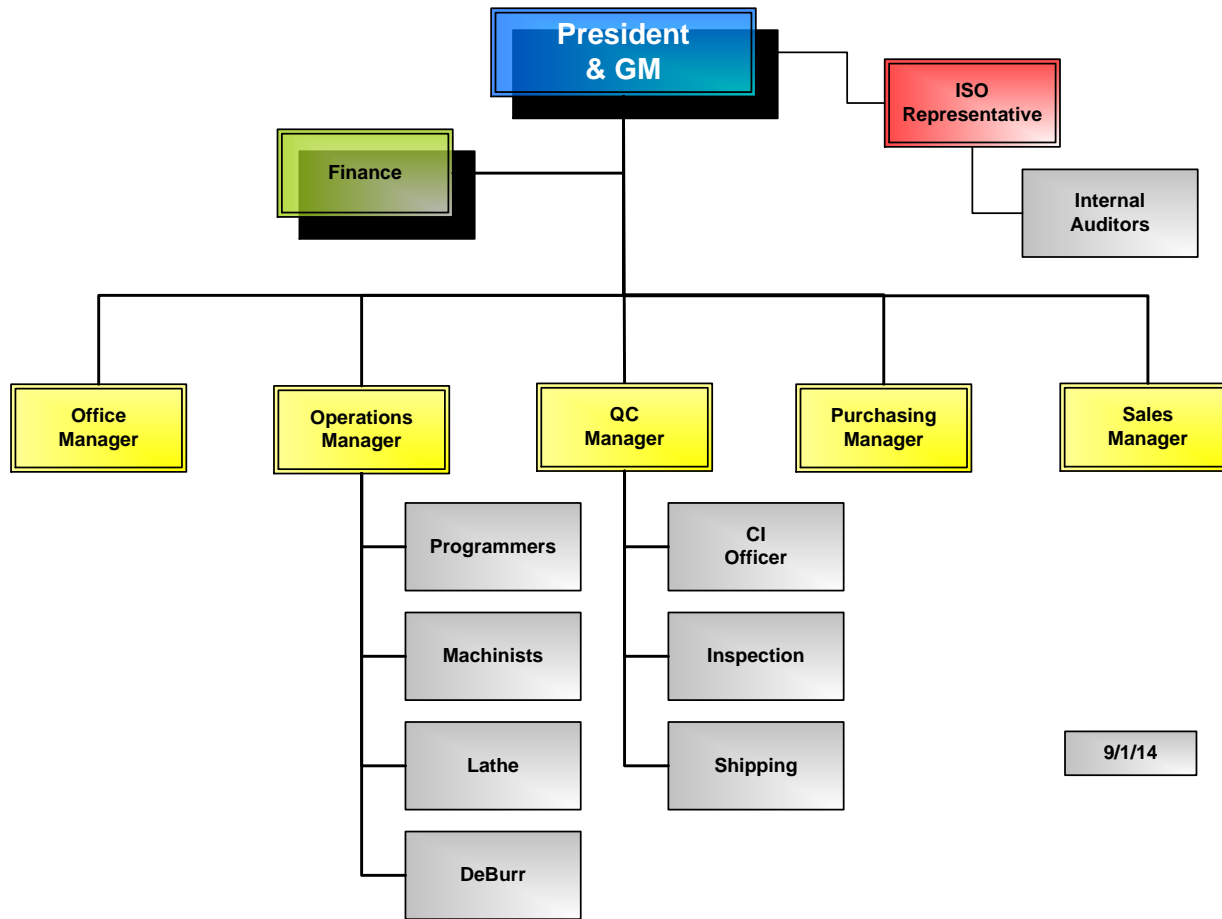 President
& GM
ISO
Representative
Finance
Internal
Auditors
Office
Manager
Operations
Manager
QC
Manager
Purchasing
Manager
Sales
Manager
Programmers
CI
Officer
Machinists
Inspection
Lathe
Shipping
9/1/14
DeBurr